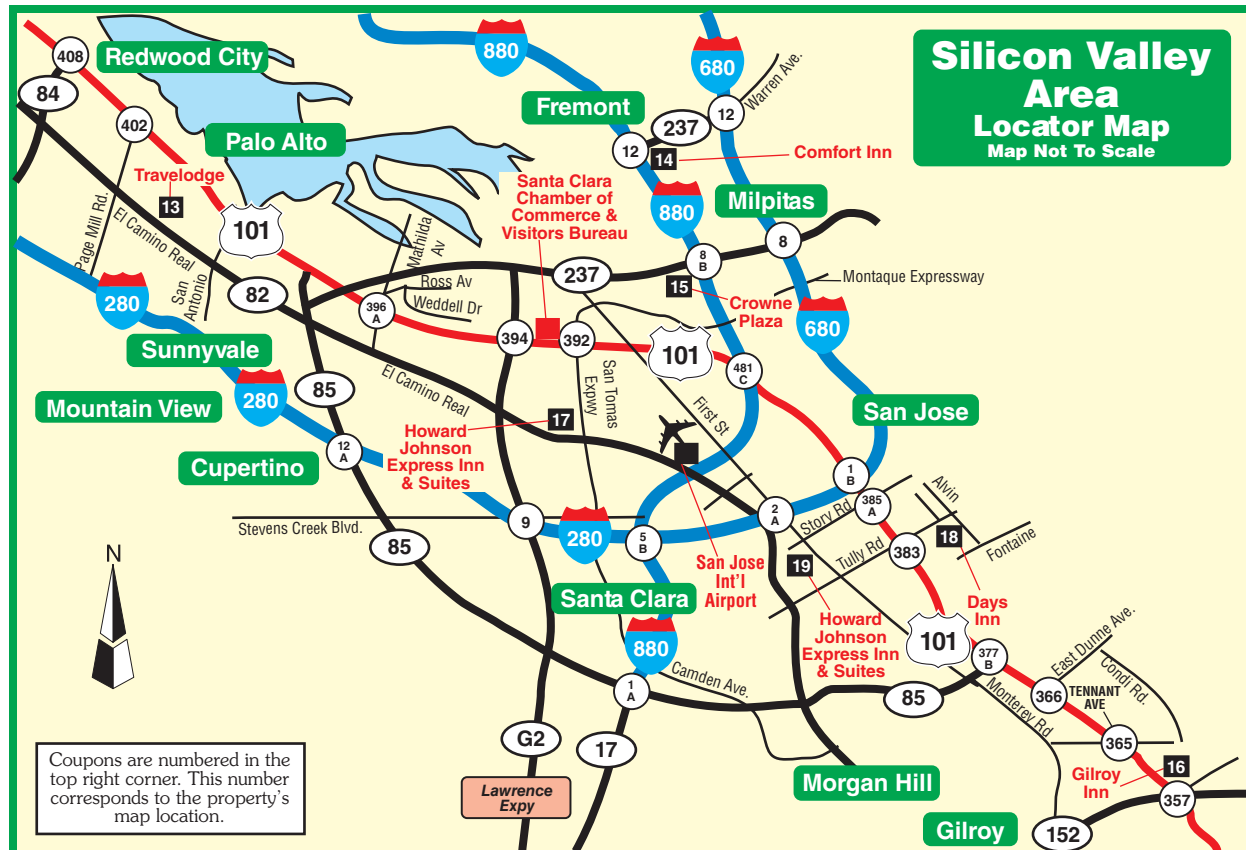 Silicon Valley
Area
Locator Map
Map Not To Scale
408
Redwood City
84
402
880
680
Warren Ave.
12
237
12
Fremont
14
Comfort Inn
Palo Alto
Travelodge
13
Santa Clara
Chamber of
Commerce &
Visitors Bureau
880
Milpitas
8
8
B
Page Mill Rd.
El Camino Real
San
Antonio
101
Mathilda
Av
237
Montaque Expressway
15
Crowne
Plaza
280
82
Ross Av
Weddell Dr
396
A
394
392
101
680
Sunnyvale
481
C
280
85
El Camino Real
San Tomas
Expwy
First St
San Jose
Mountain View
17
Howard
Johnson
Express Inn
& Suites
12
A
Cupertino
1
B
385
A
Alvin
Stevens Creek Blvd.
9
280
5
B
2
A
Story Rd
Tully Rd
383
18
Fontaine
85
San Jose
Int'l
Airport
19
Howard
Johnson
Express Inn
& Suites
Days
Inn
N
Santa Clara
880
101
377
B
East Dunne Ave.
Condi Rd.
Camden Ave.
1
A
85
Monterey Rd
366
TENNANT
AVE
365
G2
17
Lawrence
Expy
Morgan Hill
Gilroy
Inn
16
357
Gilroy
152
Coupons are numbered in the
top right corner. This number
corresponds to the property's
map location.